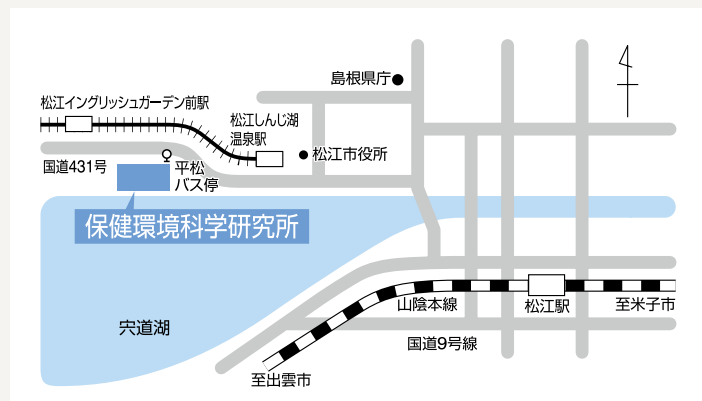 島根県庁
松江イングリッシュガーデン前駅
松江しんじ湖
温泉駅
松江市役所
国道431号
平松
バス停
保健環境科学研究所
山陰本線
松江駅
至米子市
宍道湖
国道9号線
至出雲市